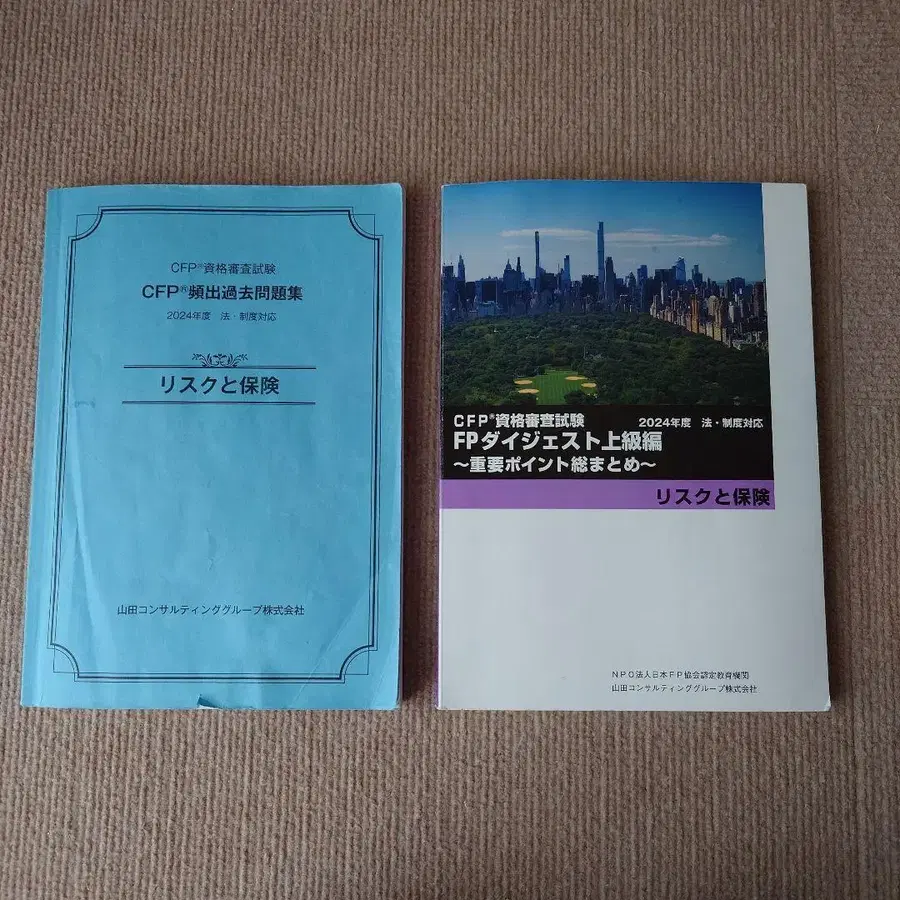 CFP®資格審査試験
CFP®頻出過去問題集
2024年度　法・制度対応
リスクと保険
山田コンサルティンググループ株式会社
CFP®資格審査試験　2024年度　法・制度対応
FPダイジェスト上級編
～重要ポイント総まとめ～
リスクと保険
NPO法人日本FP協会認定教育機関
山田コンサルティンググループ株式会社